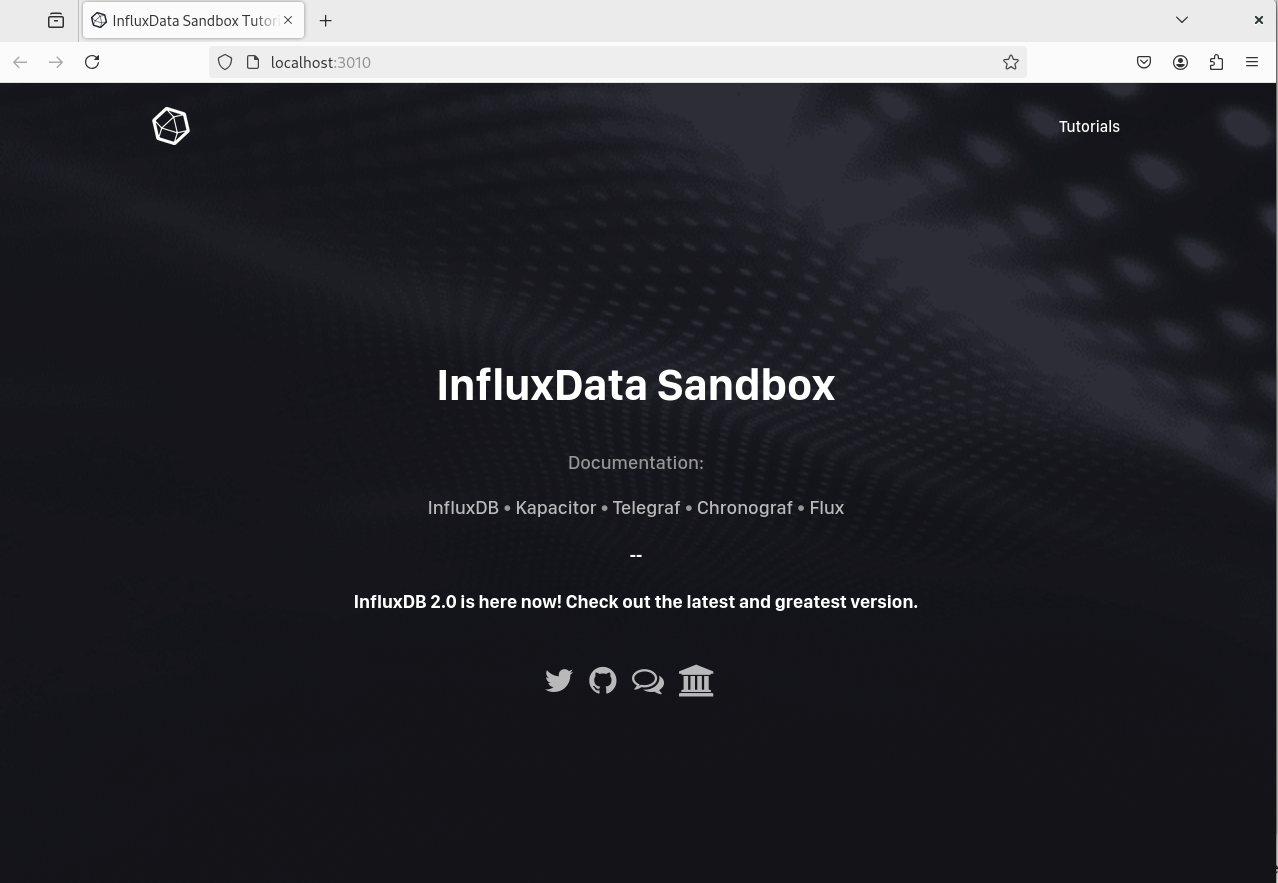 InfluxData Sandbox Tutori
localhost:3010
Tutorials
InfluxData Sandbox
Documentation:
InfluxDB • Kapacitor • Telegraf • Chronograf • Flux
--
InfluxDB 2.0 is here now! Check out the latest and greatest version.